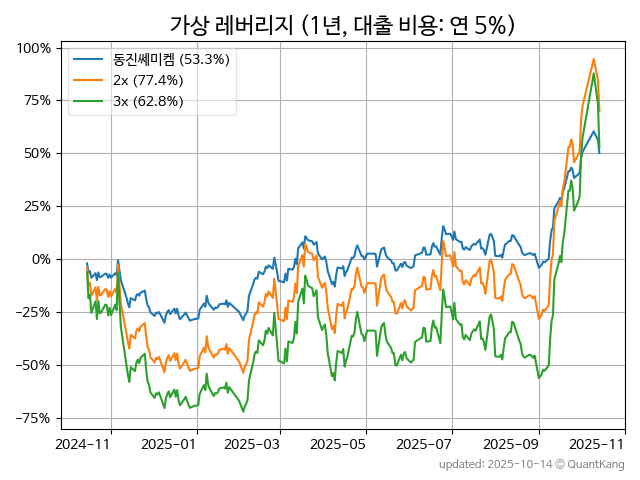 가상 레버리지 (1년, 대출 비용: 연 5%)
동진쎄미켐 (53.3%)
2x (77.4%)
3x (62.8%)
100%
75%
50%
25%
0%
−25%
−50%
−75%
2024-11 2025-01 2025-03 2025-05 2025-07 2025-09 2025-11
updated: 2025-10-14 © QuantKang